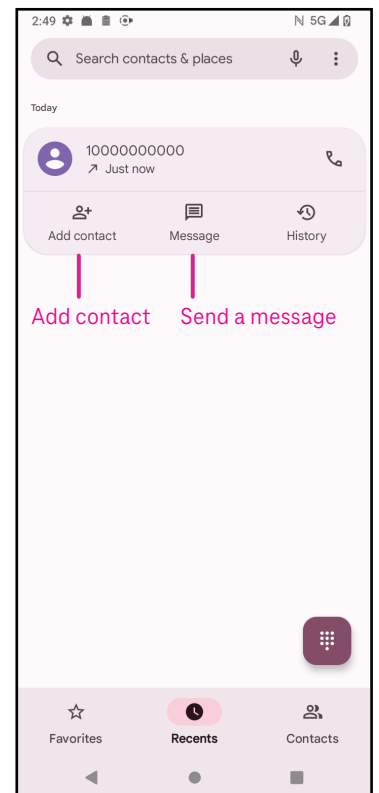 2:49 5G
Search contacts & places
Today
10000000000
Just now
Add contact Message History
Add contact Send a message
Favorites Recents Contacts